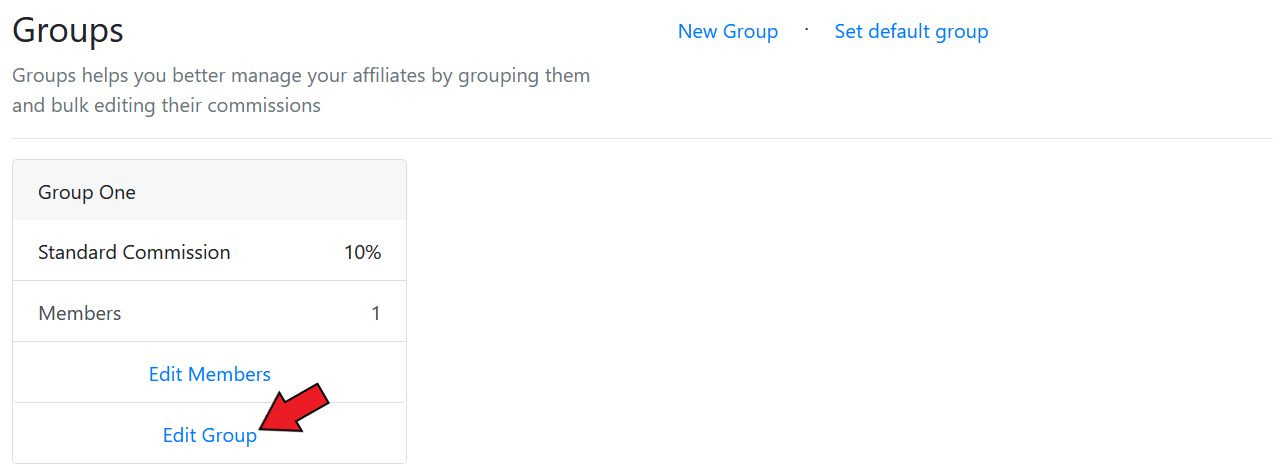 Groups
New Group · Set default group
Groups helps you better manage your affiliates by grouping them
and bulk editing their commissions
Group One
Standard Commission 10%
Members 1
Edit Members
Edit Group